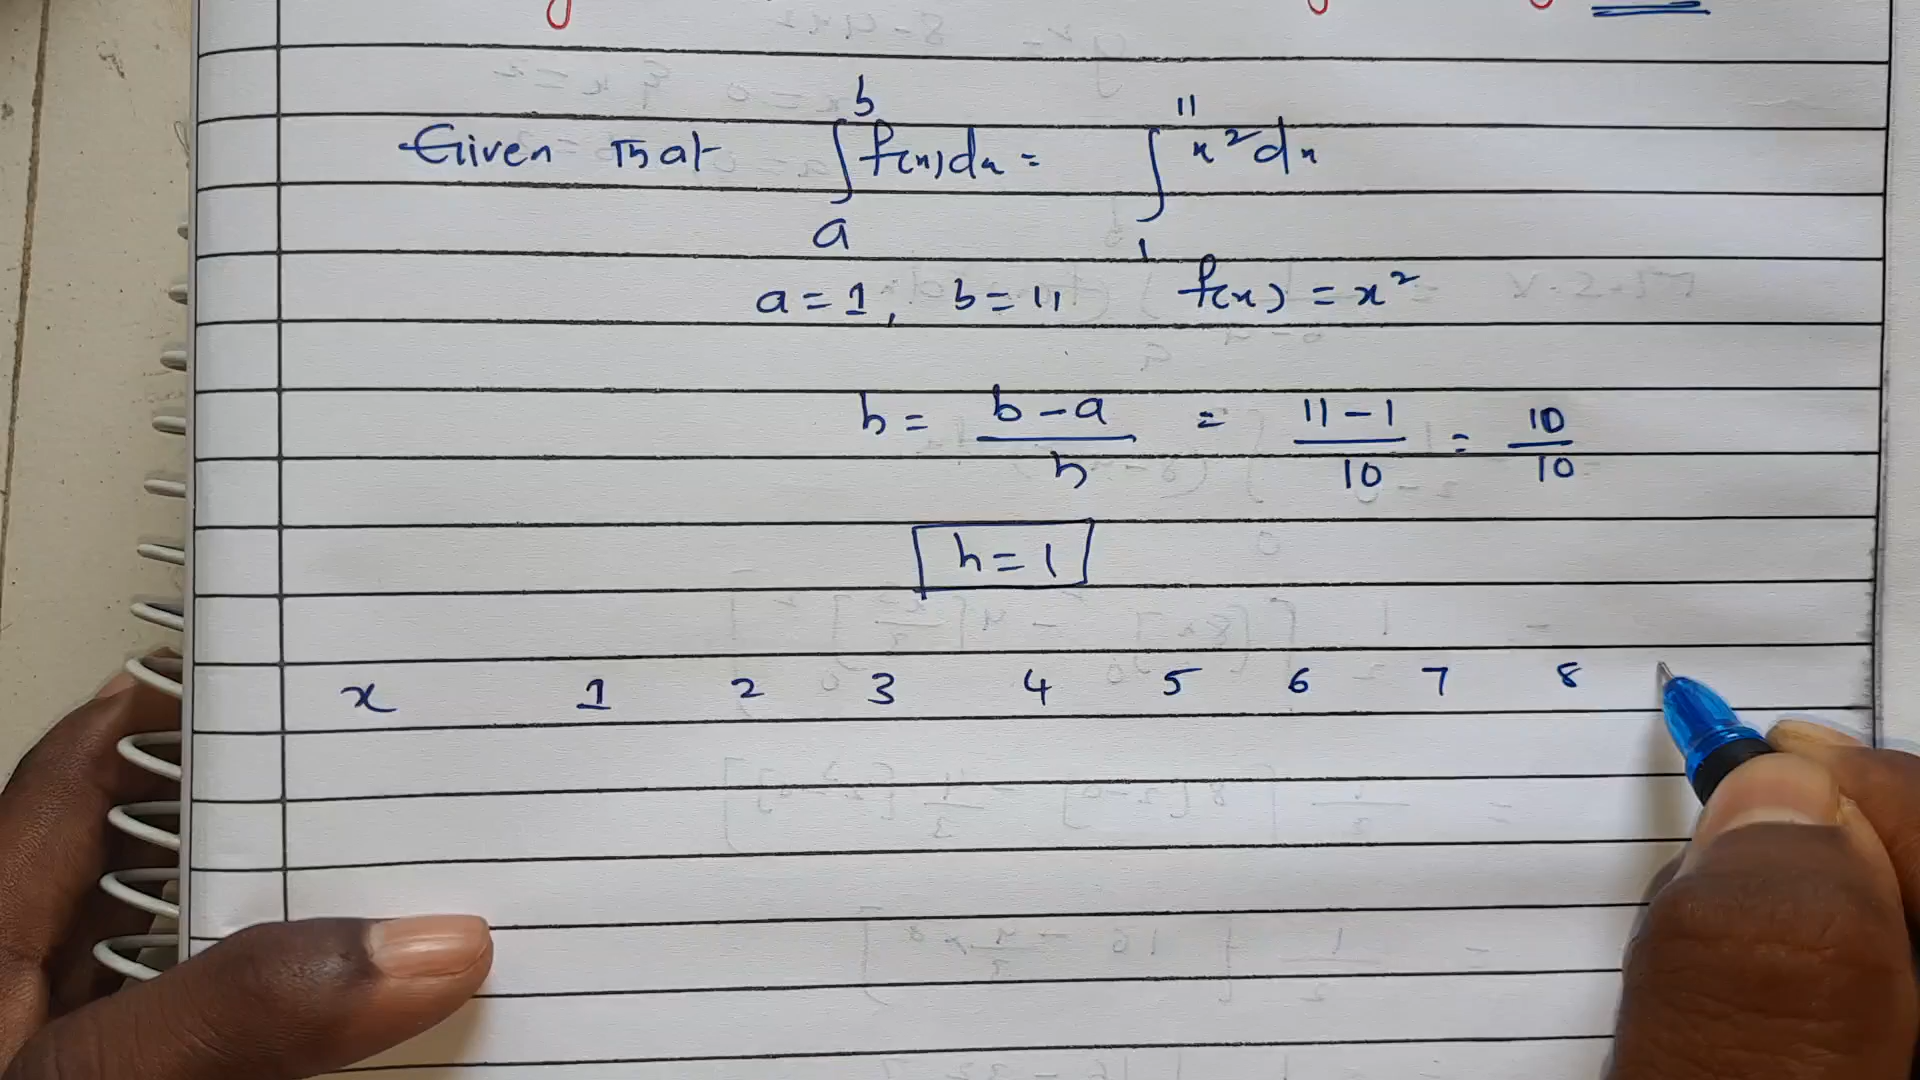 Given That ∫_a^b f(x)dx = ∫_1^11 x²dx
a = 1, b = 11 f(x) = x²
h = (b-a)/n = (11-1)/10 = 10/10
h = 1
x 1 2 3 4 5 6 7 8